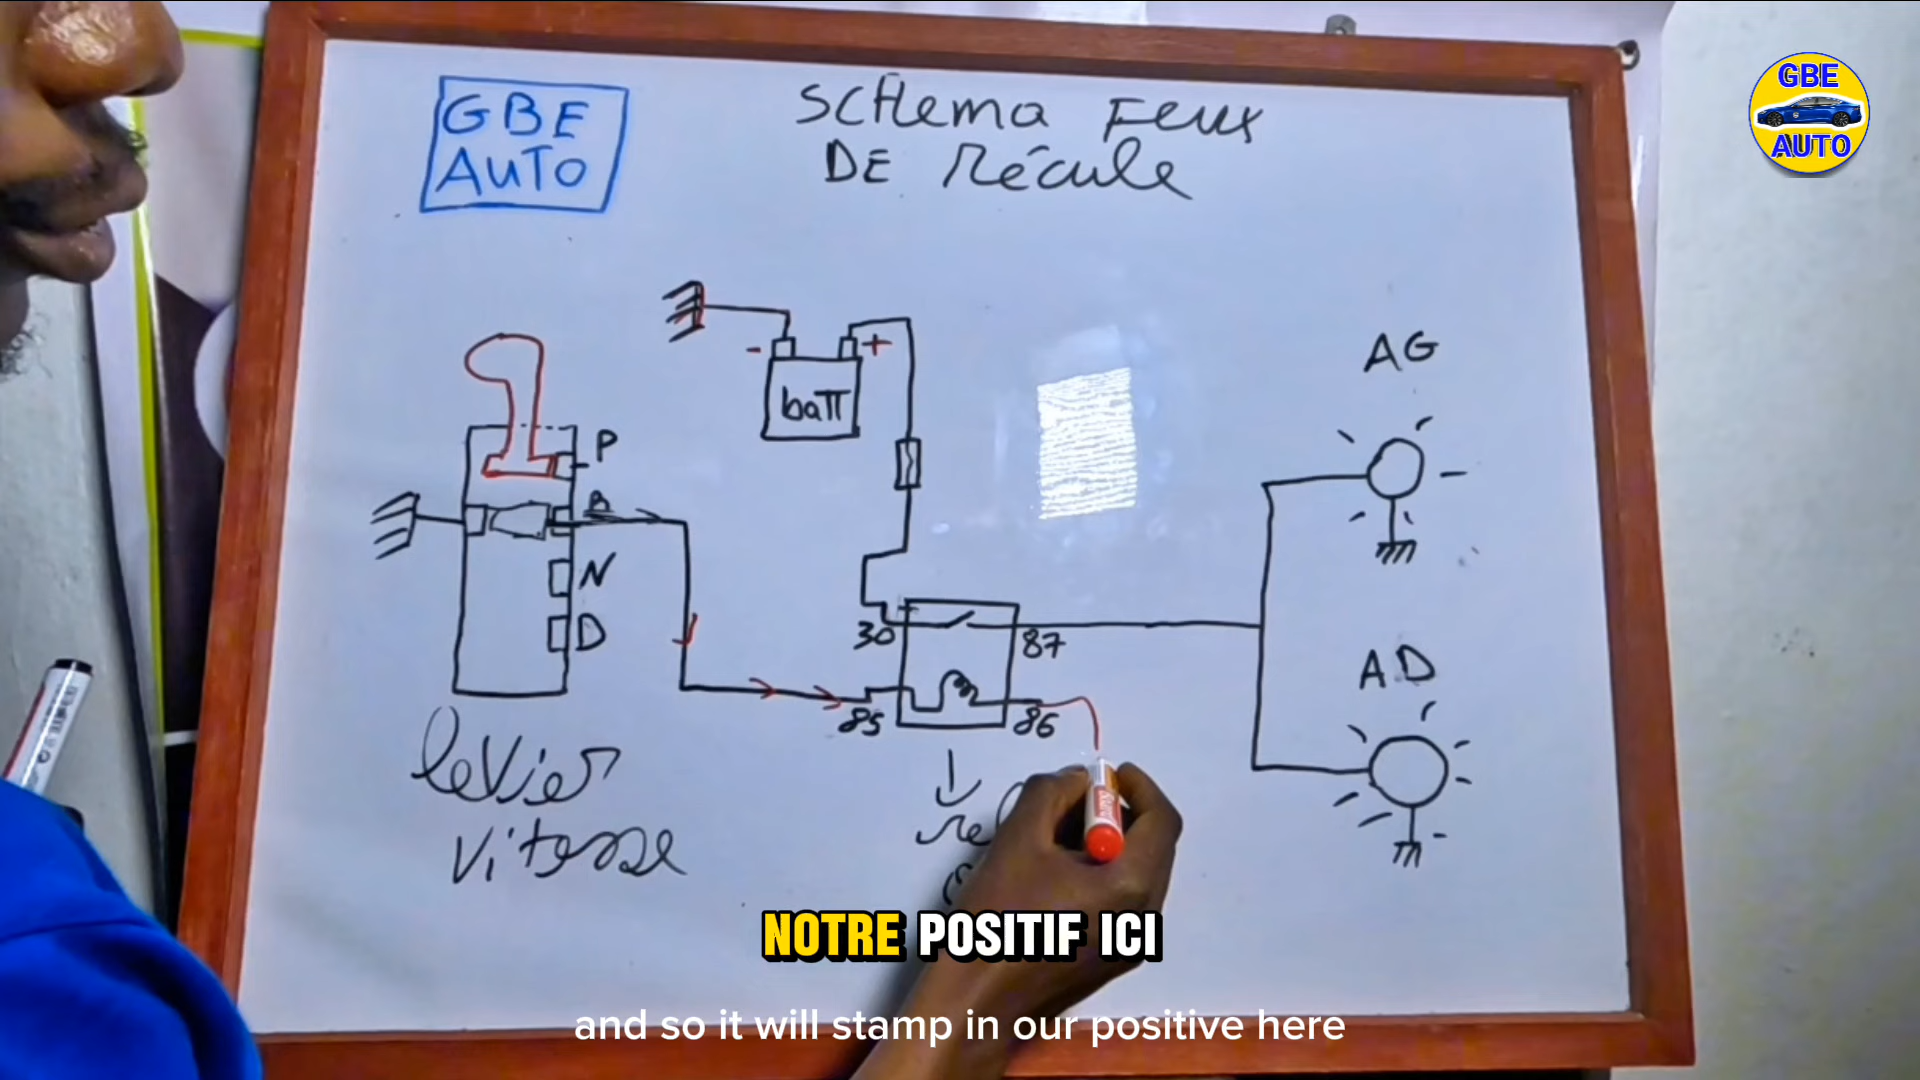 GBE
AUTO
SCHema Feux
DE recule
GBE
AUTO
- +
batt
P
R
N
D
AG
30
87
85
86
AD
levier
vitesse
NOTRE POSITIF ICI
and so it will stamp in our positive here